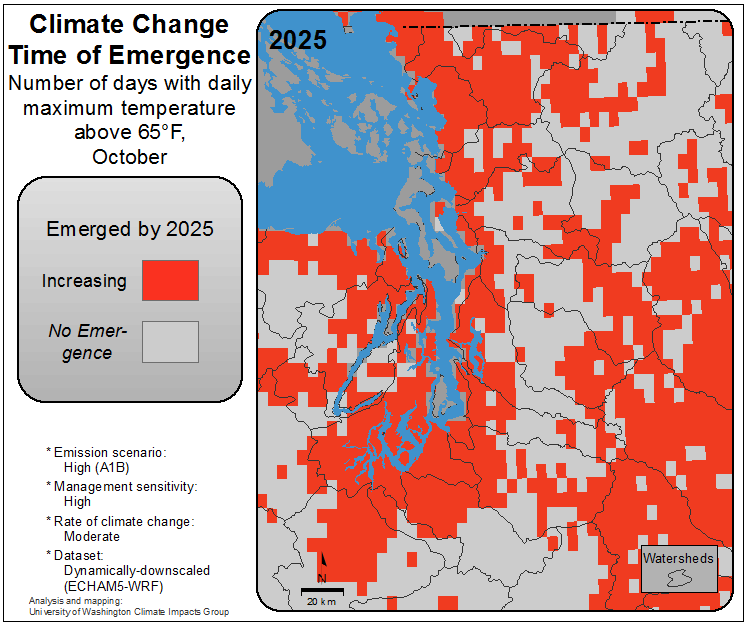 Climate Change
Time of Emergence
Number of days with daily
maximum temperature
above 65°F,
October
Emerged by 2025
Increasing
No Emer-
gence
* Emission scenario:
High (A1B)
* Management sensitivity:
High
* Rate of climate change:
Moderate
* Dataset:
Dynamically-downscaled
(ECHAM5-WRF)
Analysis and mapping:
University of Washington Climate Impacts Group
2025
N
20 km
Watersheds